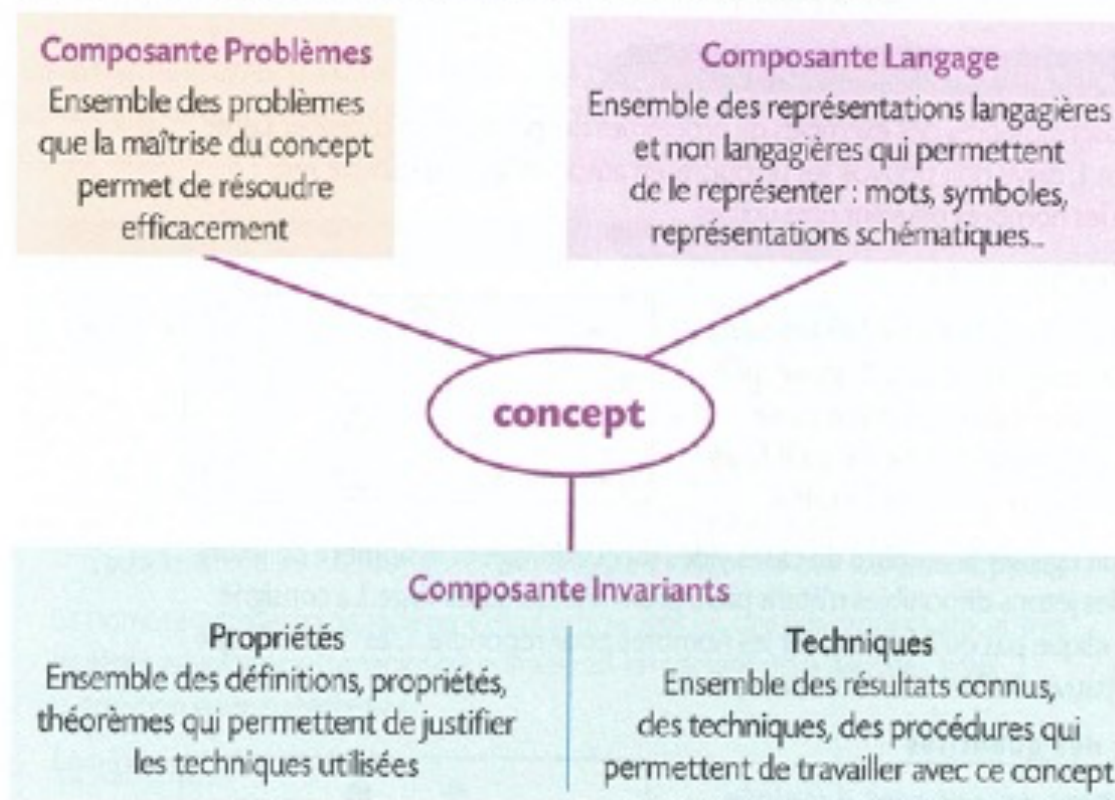 Composante Problèmes
Ensemble des problèmes
que la maîtrise du concept
permet de résoudre
efficacement
Composante Langage
Ensemble des représentations langagières
et non langagières qui permettent
de le représenter : mots, symboles,
représentations schématiques...
concept
Composante Invariants
Propriétés
Ensemble des définitions, propriétés,
théorèmes qui permettent de justifier
les techniques utilisées
Techniques
Ensemble des résultats connus,
des techniques, des procédures qui
permettent de travailler avec ce concept